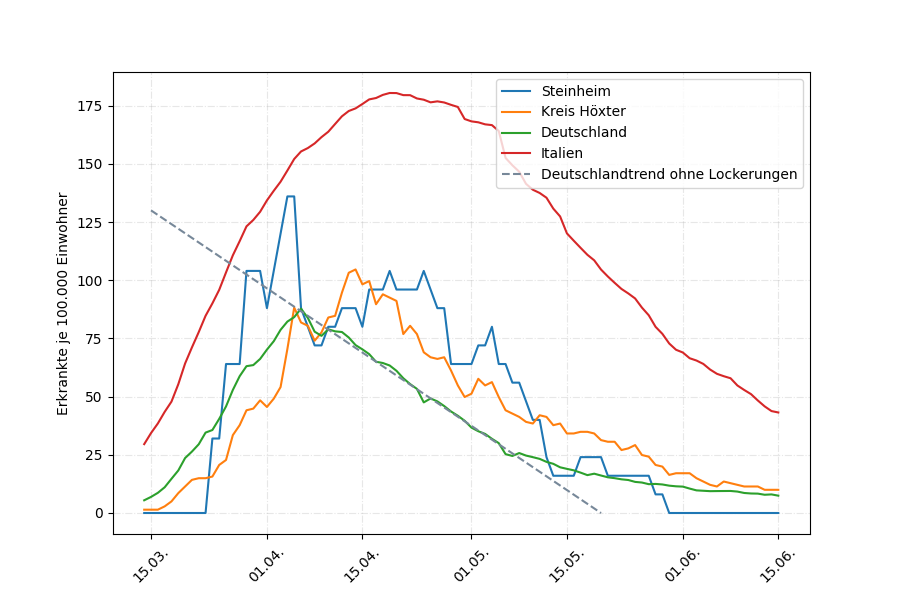 Steinheim
Kreis Höxter
Deutschland
Italien
Deutschlandtrend ohne Lockerungen
Erkrankte je 100.000 Einwohner
175
150
125
100
75
50
25
0
15.03.
01.04.
15.04.
01.05.
15.05.
01.06.
15.06.